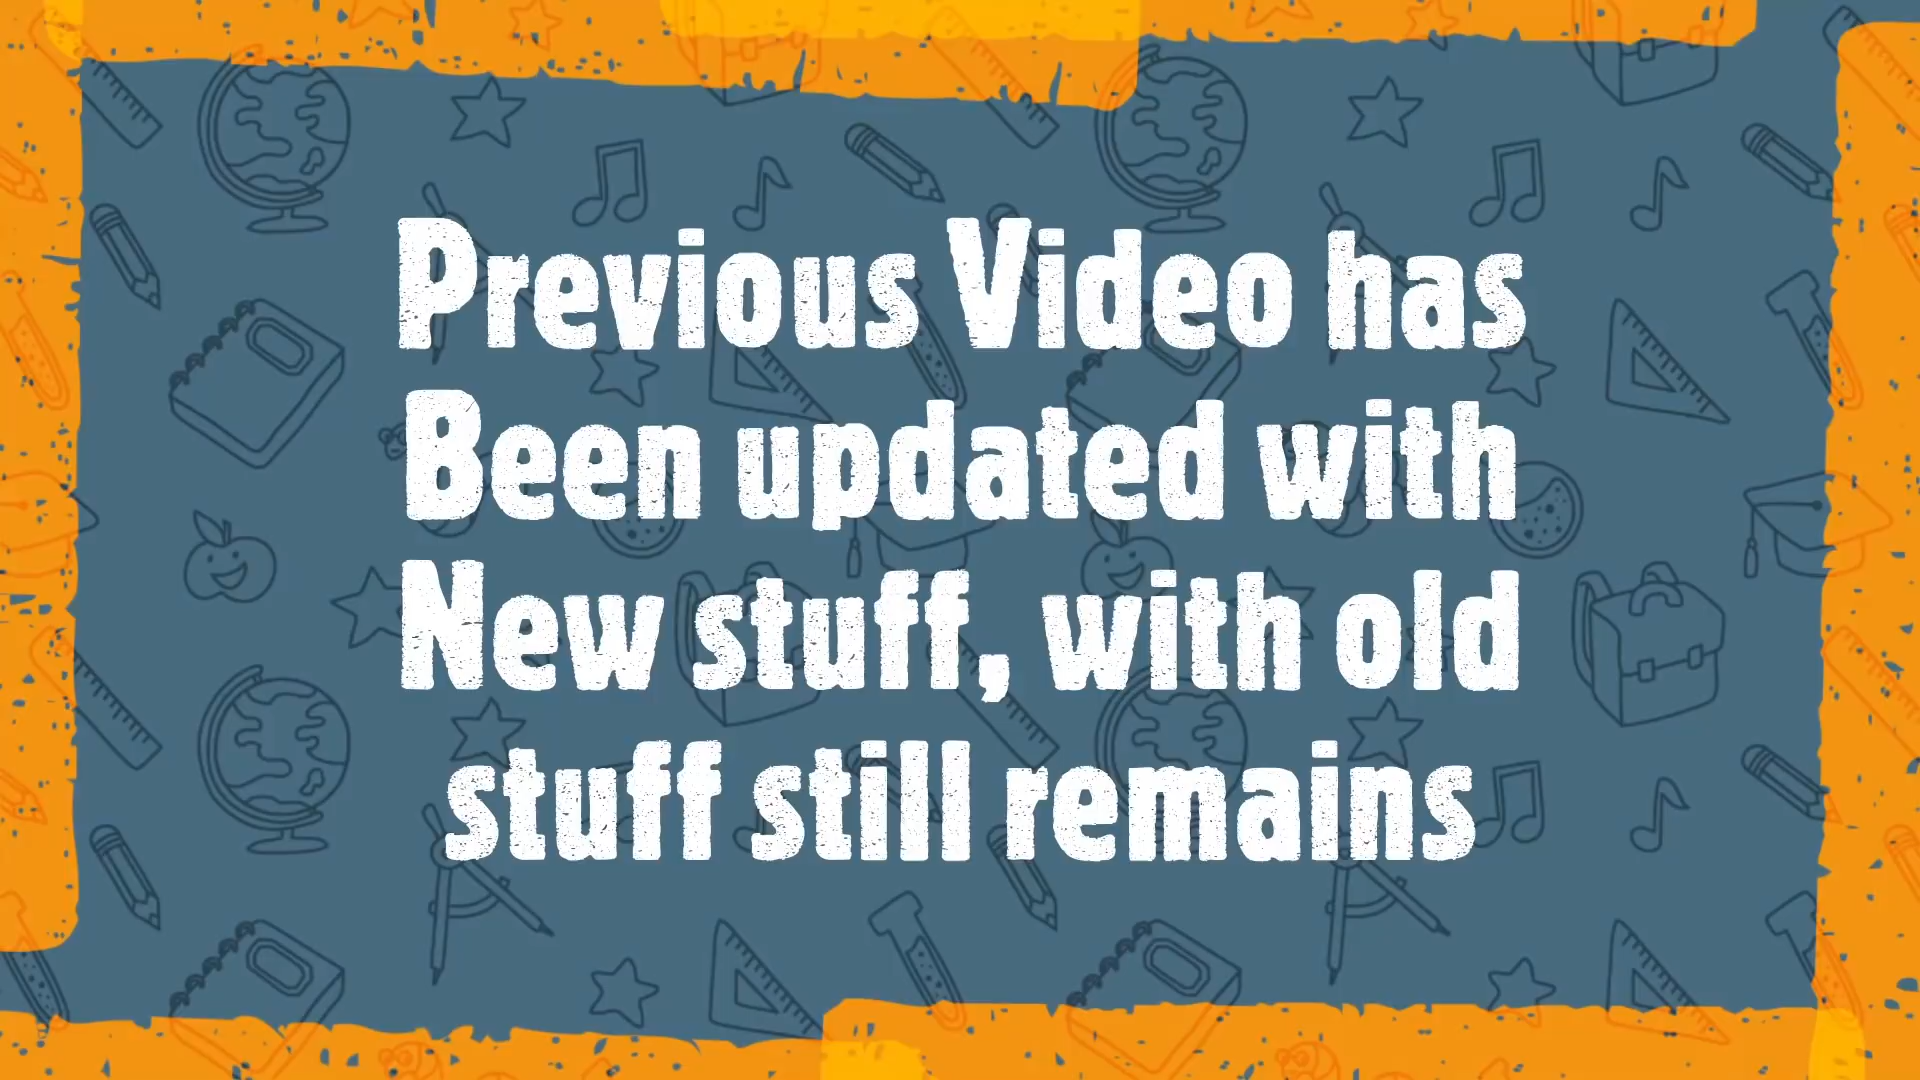 Previous Video has
Been updated with
New stuff, with old
stuff still remains